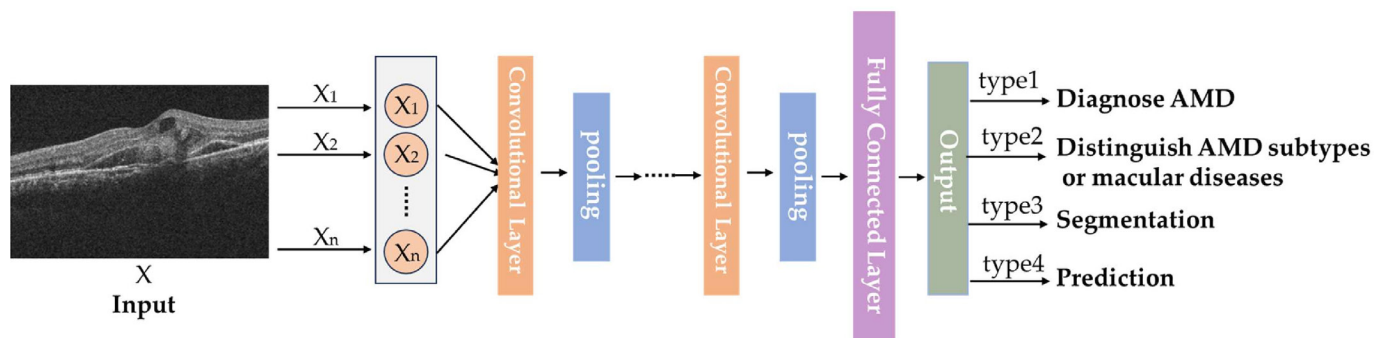 X₁
X₂
Xₙ
X
Input
X₁
X₂
......
Xₙ
Convolutional Layer
pooling
......
Convolutional Layer
pooling
Fully Connected Layer
Output
type1
Diagnose AMD
type2
Distinguish AMD subtypes
or macular diseases
type3
Segmentation
type4
Prediction